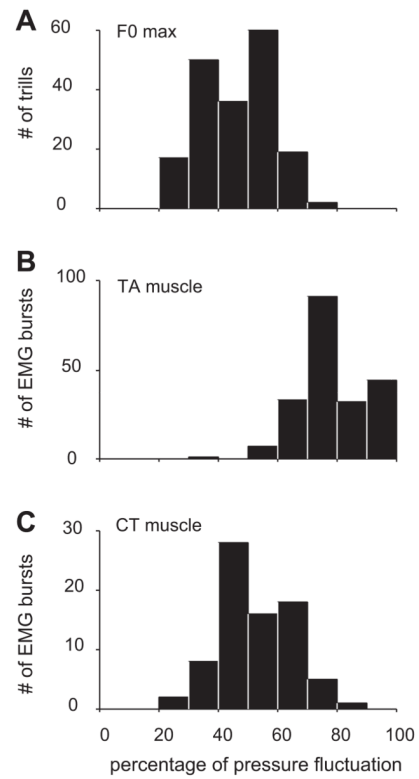 A
F0 max
60
40
20
0
# of trills
B
TA muscle
100
50
0
# of EMG bursts
C
CT muscle
30
20
10
0
# of EMG bursts
0 20 40 60 80 100
percentage of pressure fluctuation